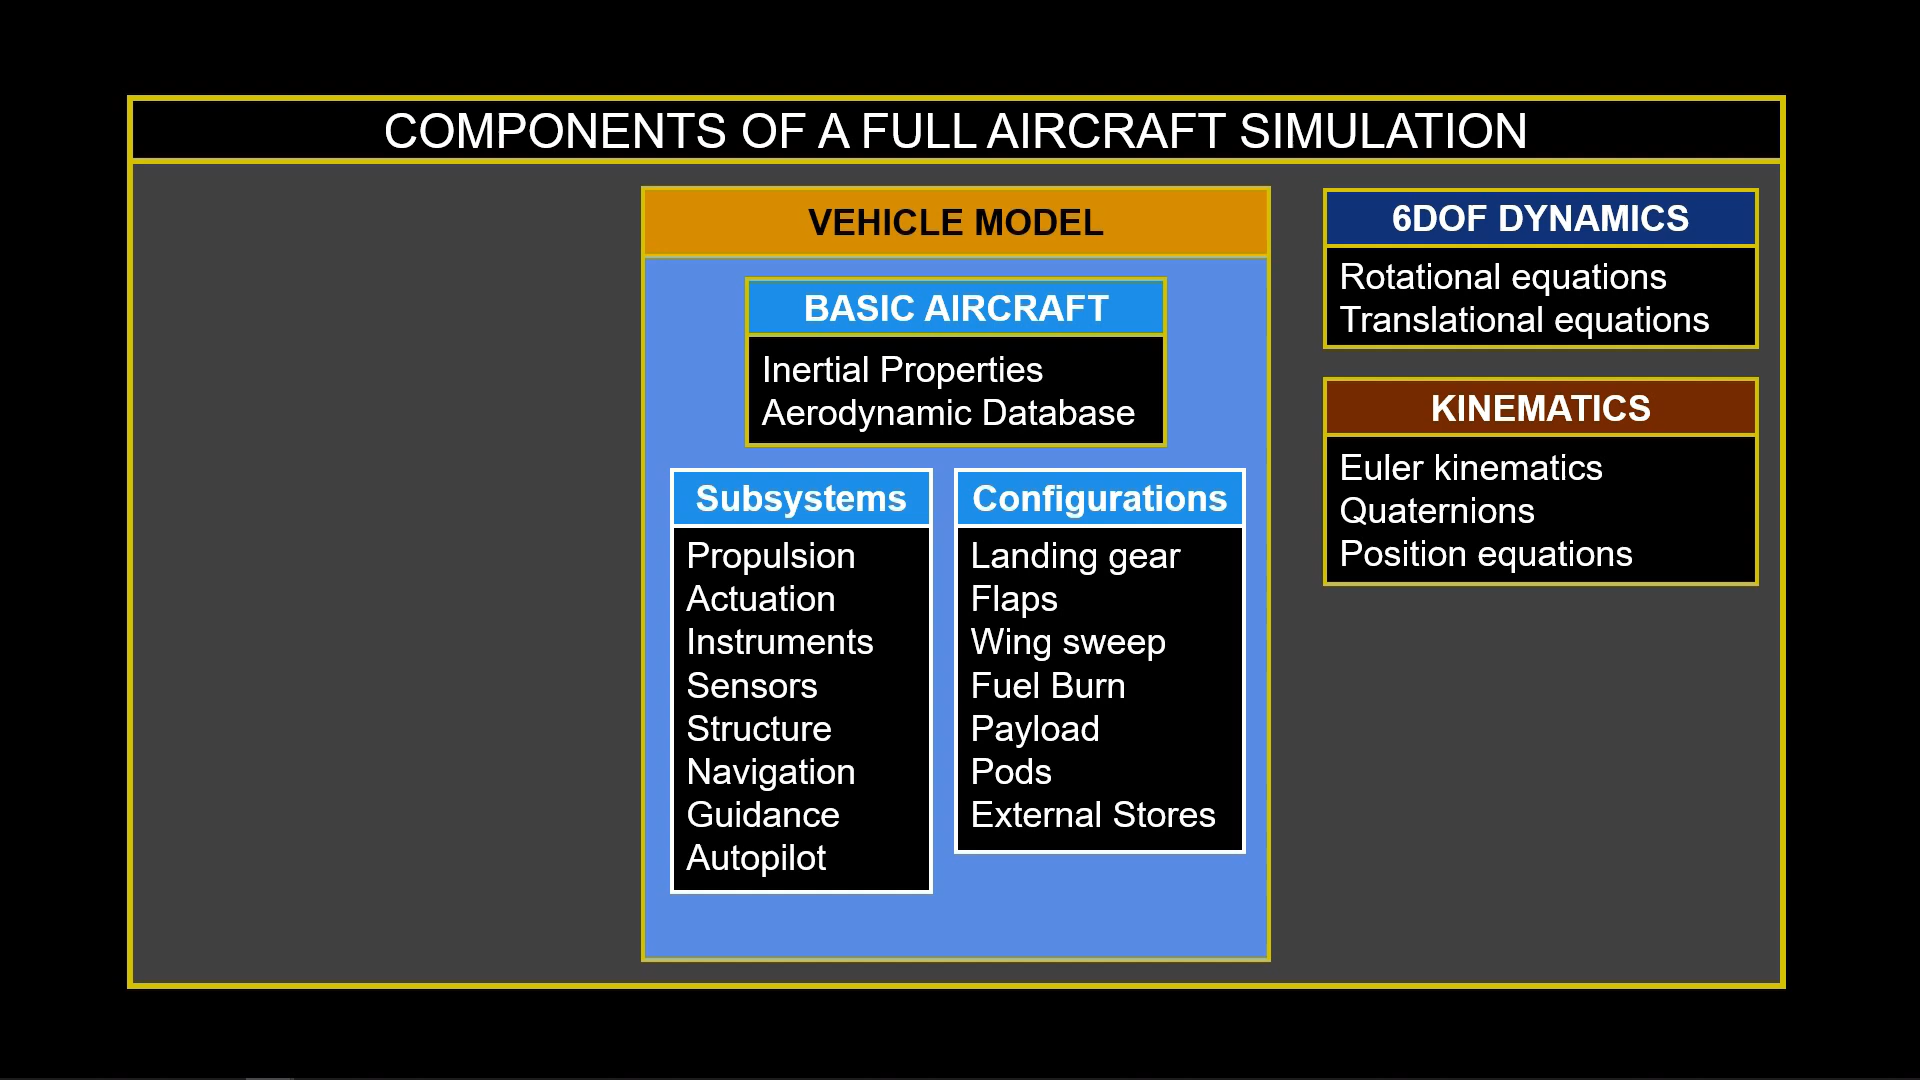 COMPONENTS OF A FULL AIRCRAFT SIMULATION
VEHICLE MODEL
BASIC AIRCRAFT
Inertial Properties
Aerodynamic Database
Subsystems
Propulsion
Actuation
Instruments
Sensors
Structure
Navigation
Guidance
Autopilot
Configurations
Landing gear
Flaps
Wing sweep
Fuel Burn
Payload
Pods
External Stores
6DOF DYNAMICS
Rotational equations
Translational equations
KINEMATICS
Euler kinematics
Quaternions
Position equations